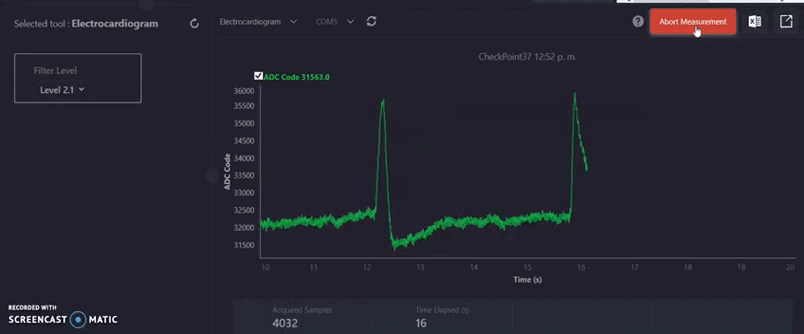 Selected tool : Electrocardiogram
Electrocardiogram
COM5
Abort Measurement
Filter Level
Level 2.1
CheckPoint37 12:52 p. m.
ADC Code 31563.0
36000
35500
35000
34500
34000
33500
33000
32500
32000
31500
ADC Code
10 11 12 13 14 15 16 17 18 19 20
Time (s)
Acquired Samples
4032
Time Elapsed (s)
16
RECORDED WITH
SCREENCAST MATIC